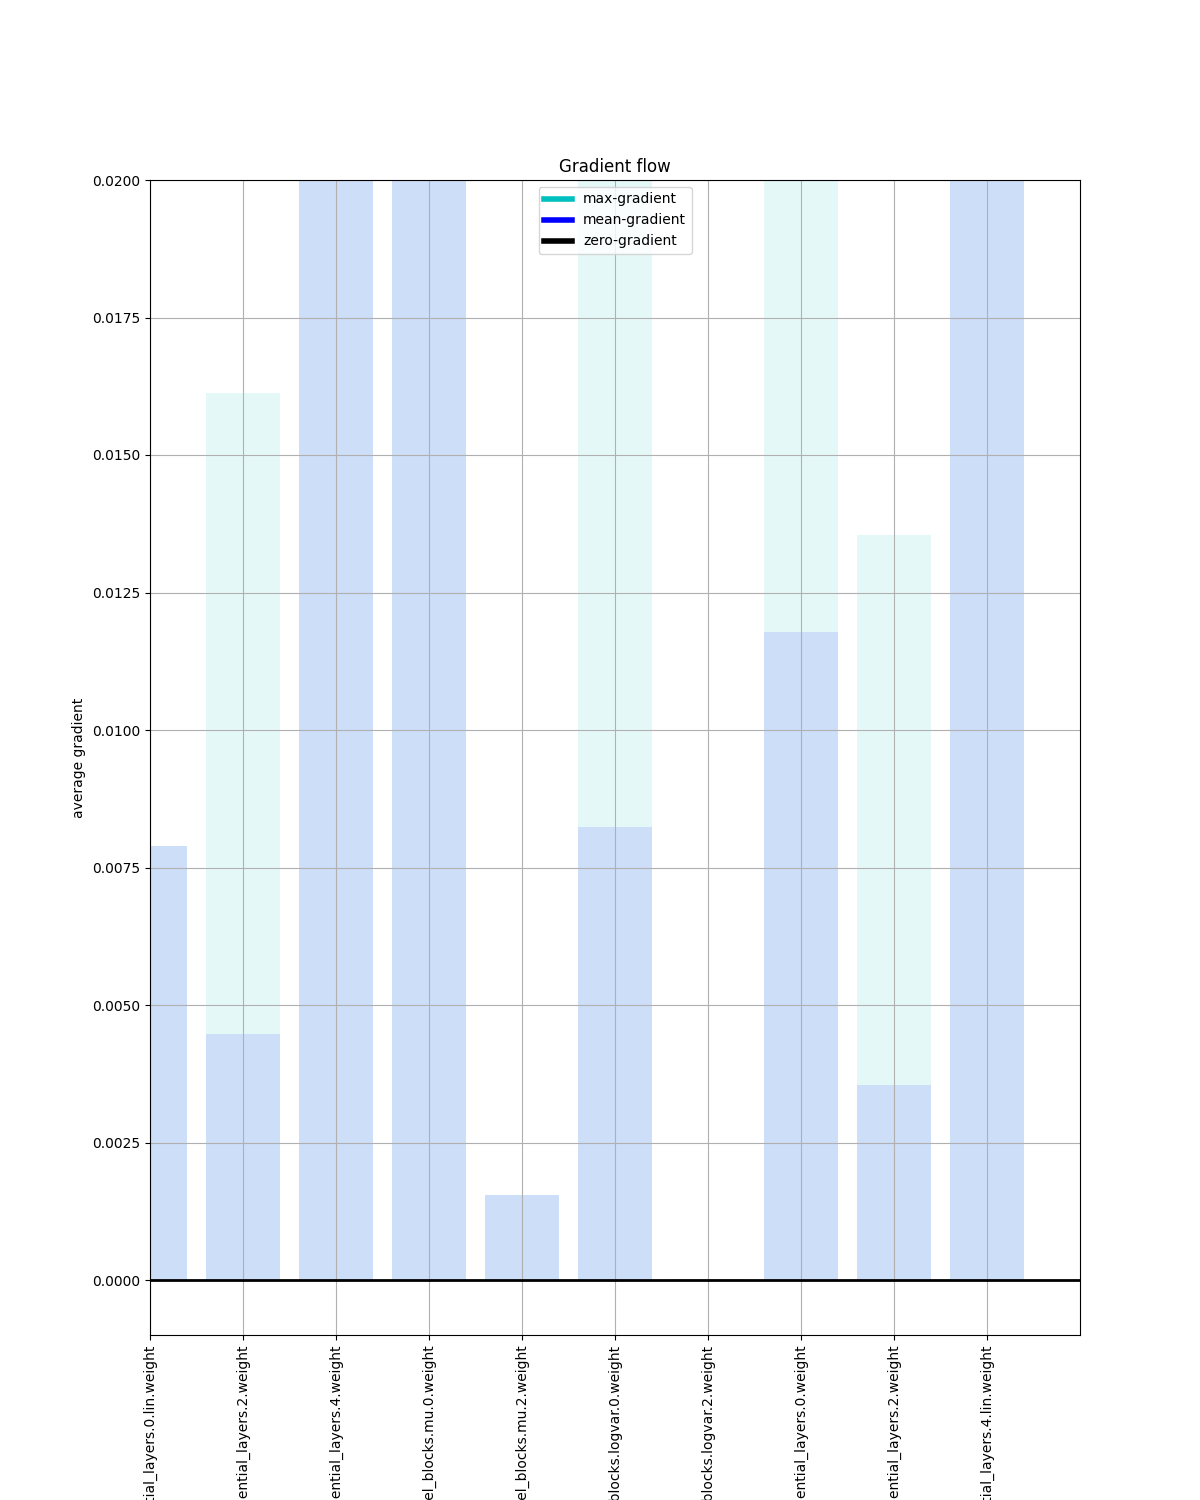 Gradient flow
max-gradient
mean-gradient
zero-gradient
0.0200
0.0175
0.0150
0.0125
0.0100
0.0075
0.0050
0.0025
0.0000
average gradient
tial_layers.0.lin.weight
ential_layers.2.weight
ential_layers.4.weight
el_blocks.mu.0.weight
el_blocks.mu.2.weight
blocks.logvar.0.weight
blocks.logvar.2.weight
ential_layers.0.weight
ential_layers.2.weight
tial_layers.4.lin.weight